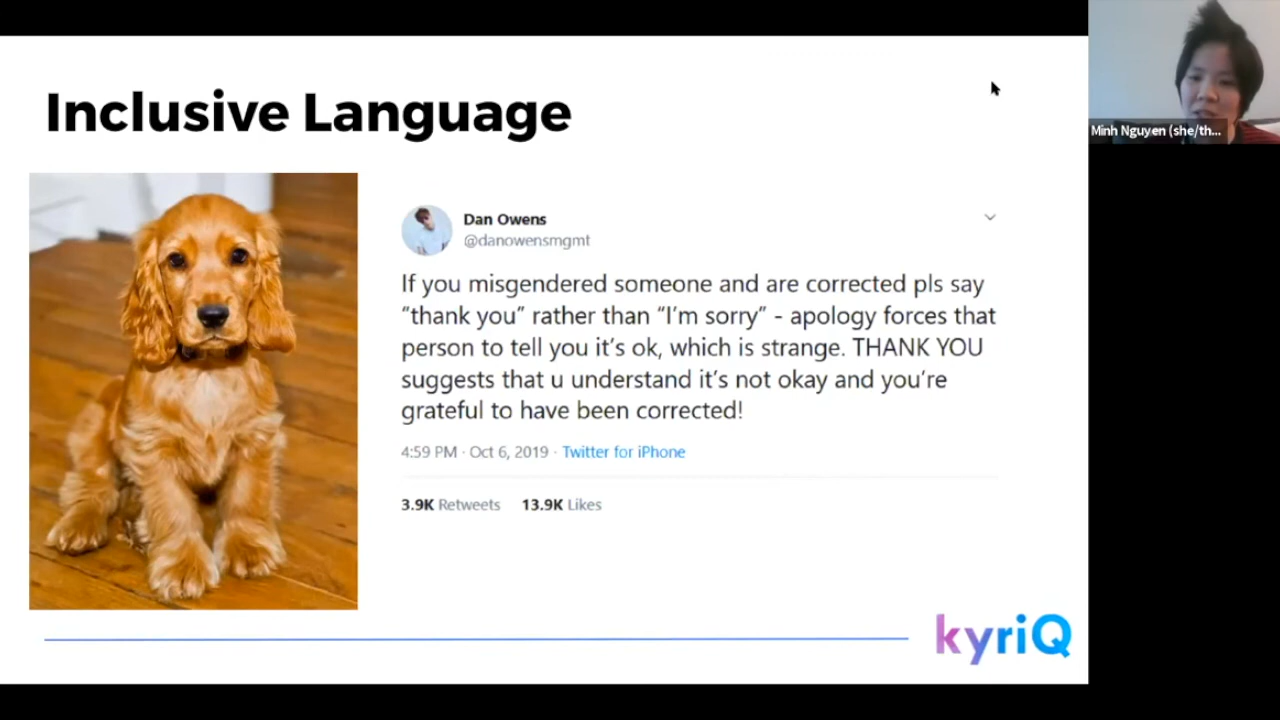 Inclusive Language
Minh Nguyen (she/th...
Dan Owens
@danowensmgmt
If you misgendered someone and are corrected pls say
"thank you" rather than "I'm sorry" - apology forces that
person to tell you it's ok, which is strange. THANK YOU
suggests that u understand it's not okay and you're
grateful to have been corrected!
4:59 PM · Oct 6, 2019 · Twitter for iPhone
3.9K Retweets 13.9K Likes
kyriQ